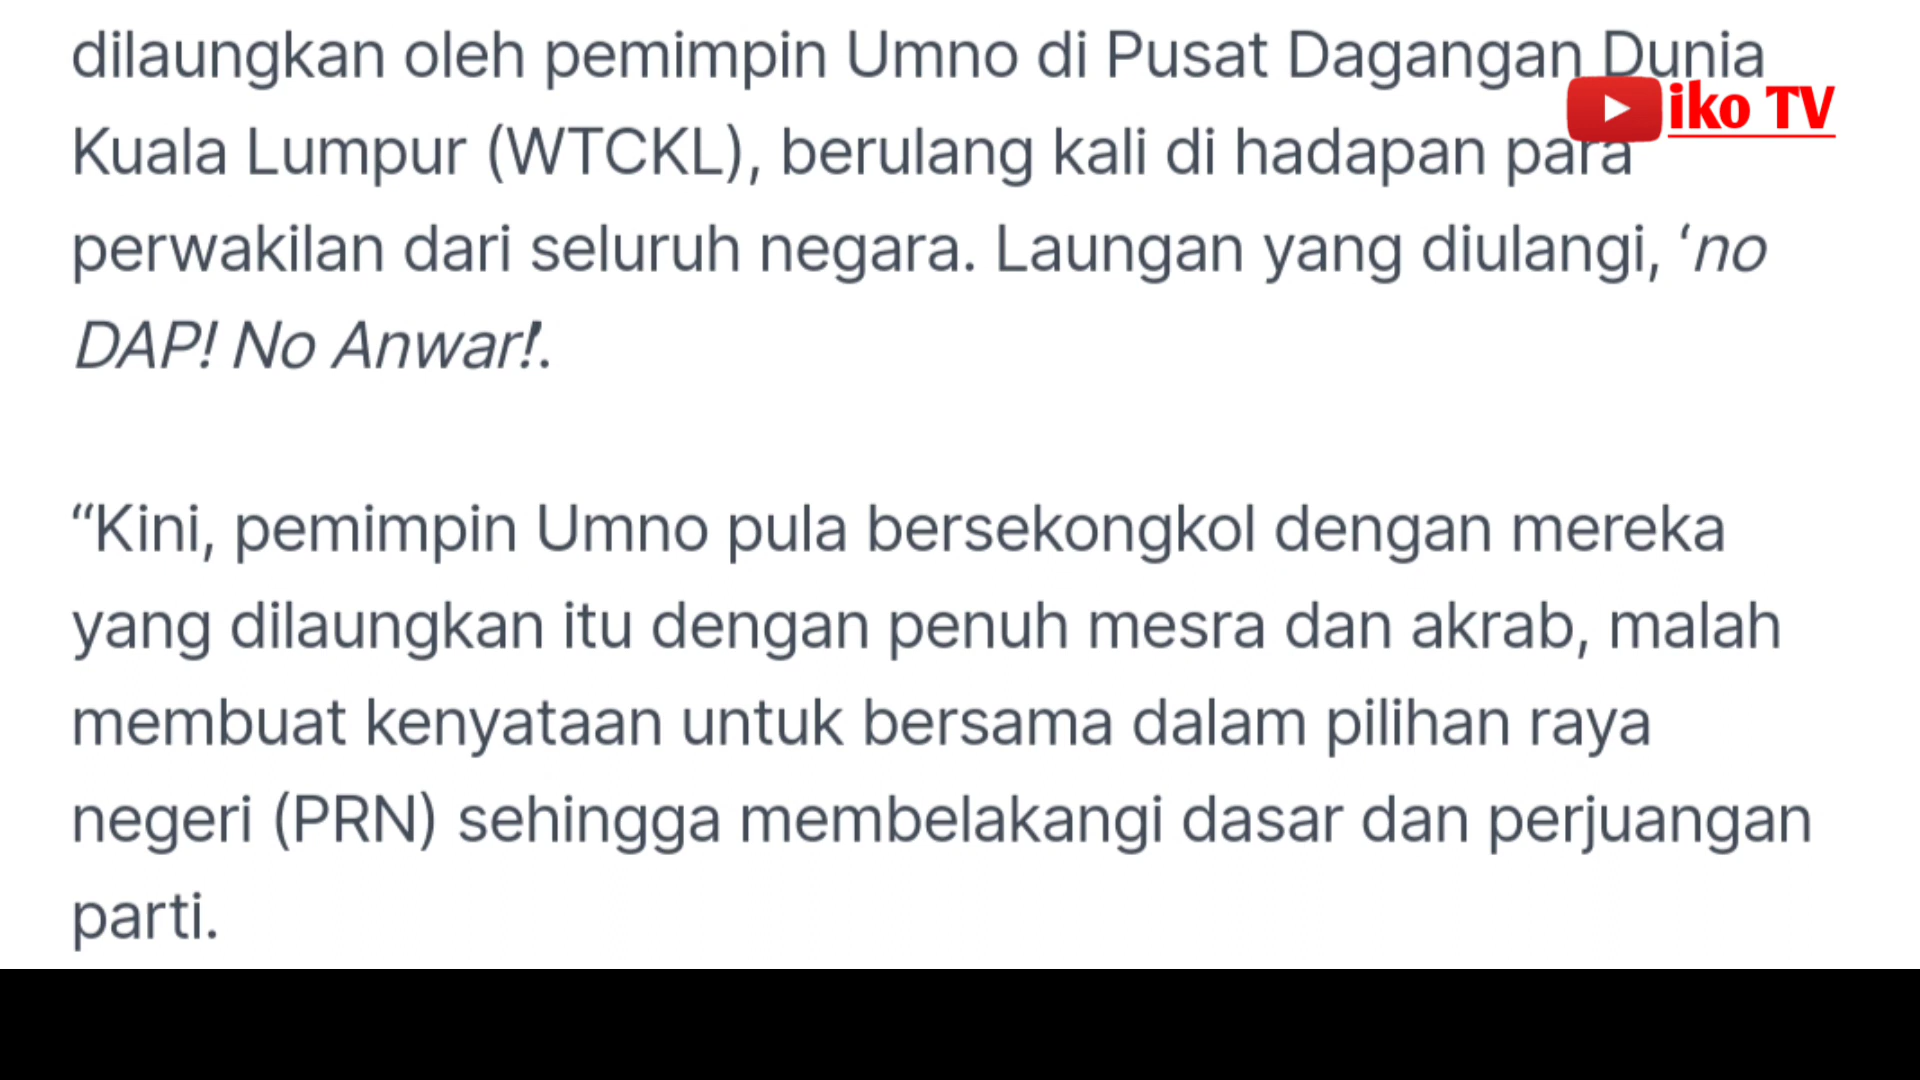 dilaungkan oleh pemimpin Umno di Pusat Dagangan Dunia
iko TV
Kuala Lumpur (WTCKL), berulang kali di hadapan para
perwakilan dari seluruh negara. Laungan yang diulangi, ‘no
DAP! No Anwar!’.
“Kini, pemimpin Umno pula bersekongkol dengan mereka
yang dilaungkan itu dengan penuh mesra dan akrab, malah
membuat kenyataan untuk bersama dalam pilihan raya
negeri (PRN) sehingga membelakangi dasar dan perjuangan
parti.